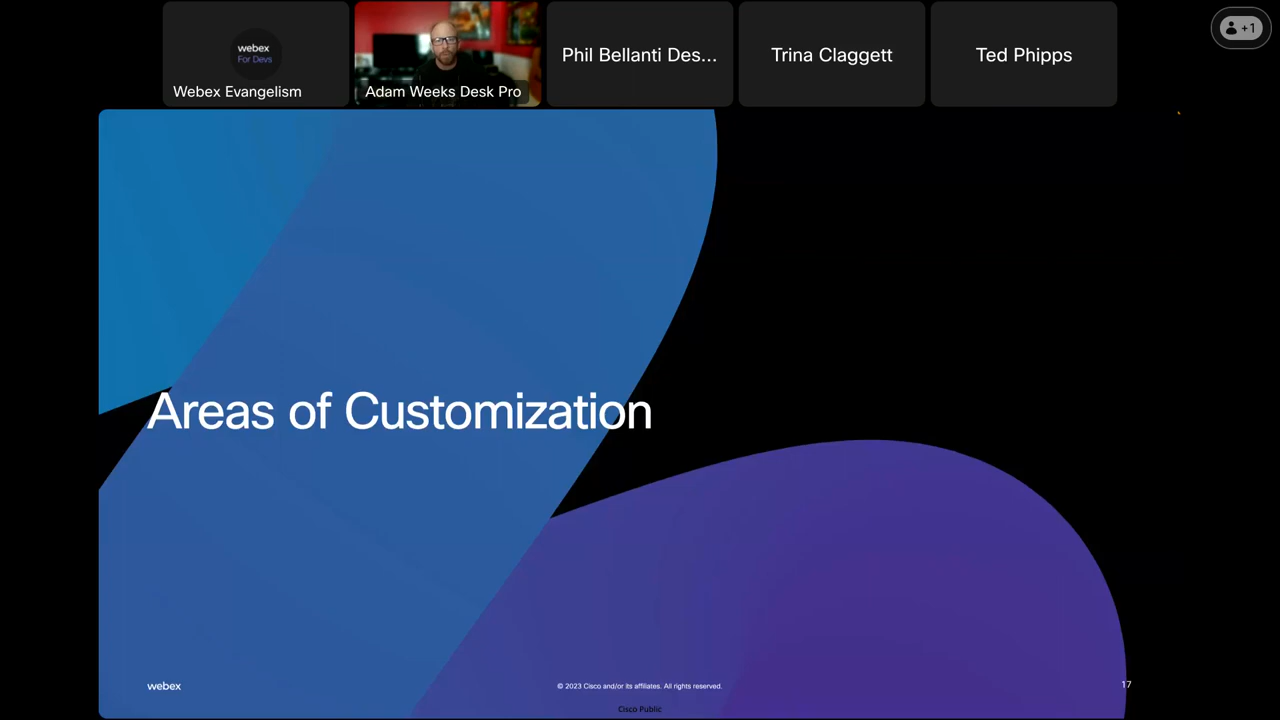 webex
For Devs
Webex Evangelism
Adam Weeks Desk Pro
Phil Bellanti Des...
Trina Claggett
Ted Phipps
+1
Areas of Customization
webex
© 2023 Cisco and/or its affiliates. All rights reserved.
17
Cisco Public